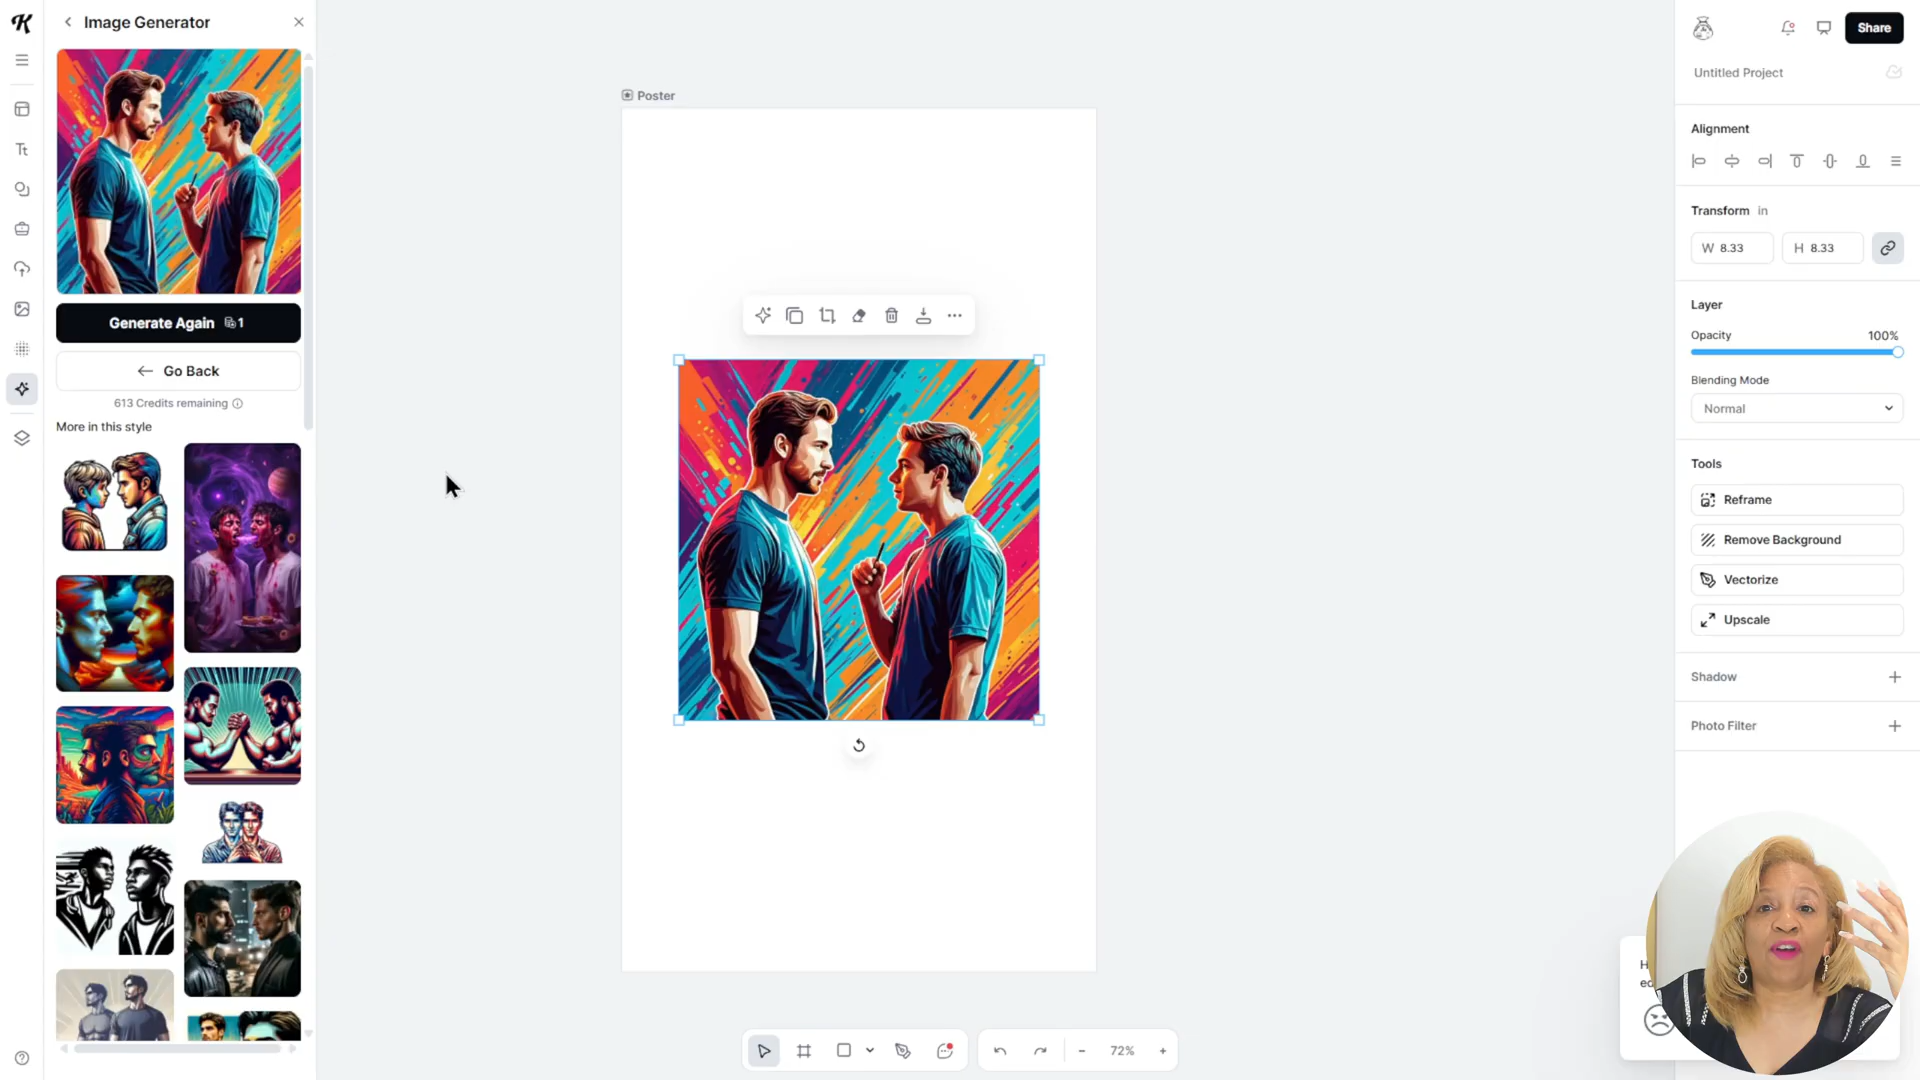 Image Generator
Generate Again 1
Go Back
613 Credits remaining
More in this style
Tt
Poster
72%
Share
Untitled Project
Alignment
Transform in
W 8.33
H 8.33
Layer
Opacity 100%
Blending Mode
Normal
Tools
Reframe
Remove Background
Vectorize
Upscale
Shadow
Photo Filter